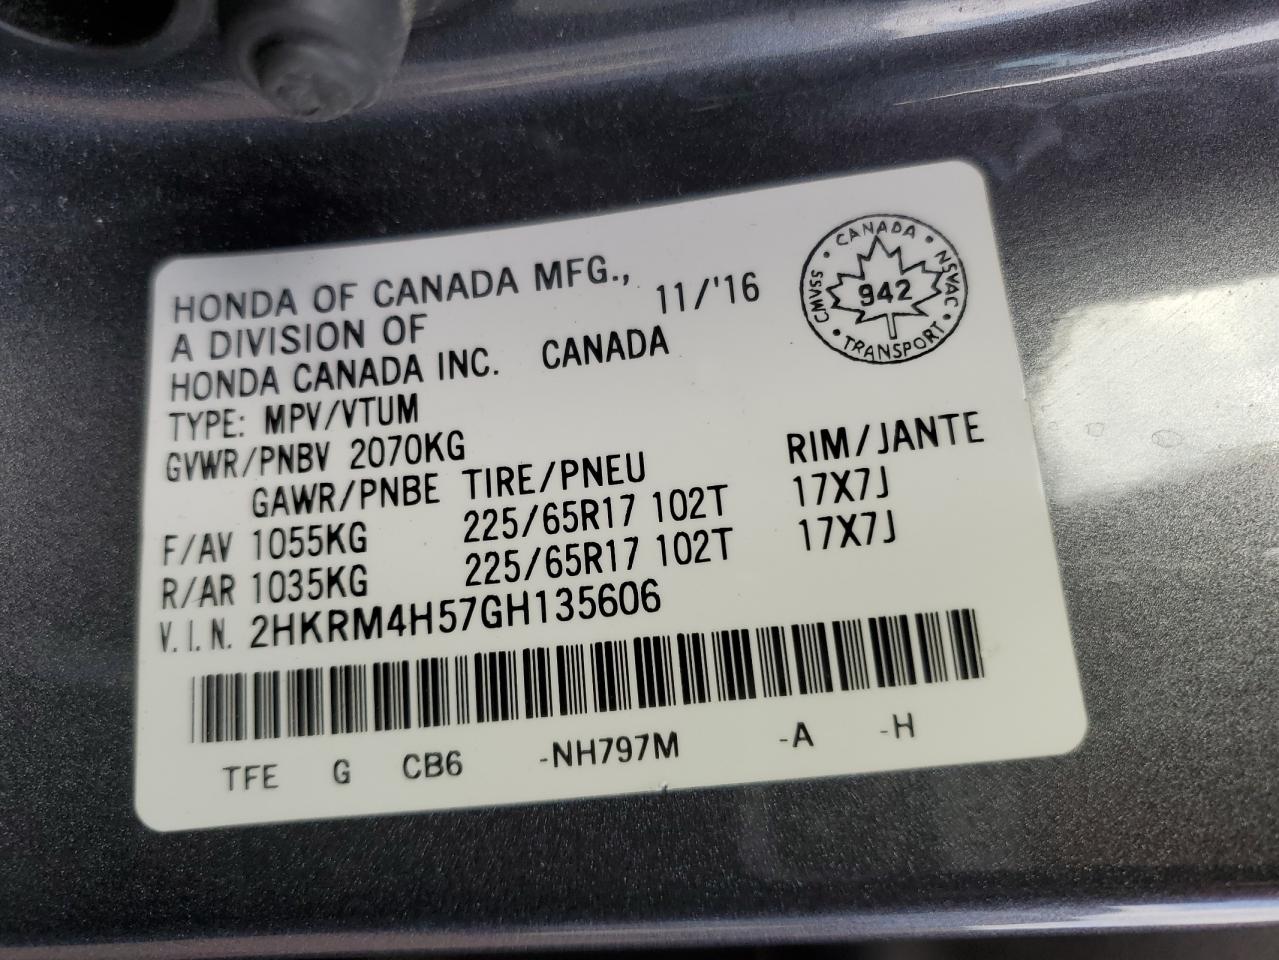 HONDA OF CANADA MFG., 11/'16
A DIVISION OF
HONDA CANADA INC. CANADA
TYPE: MPV/VTUM
GVWR/PNBV 2070KG
GAWR/PNBE TIRE/PNEU RIM/JANTE
F/AV 1055KG 225/65R17 102T 17X7J
R/AR 1035KG 225/65R17 102T 17X7J
V.I.N. 2HKRM4H57GH135606
TFE G CB6 -NH797M -A -H
CANADA • NSVAC • TRANSPORT • CMVSS •
942